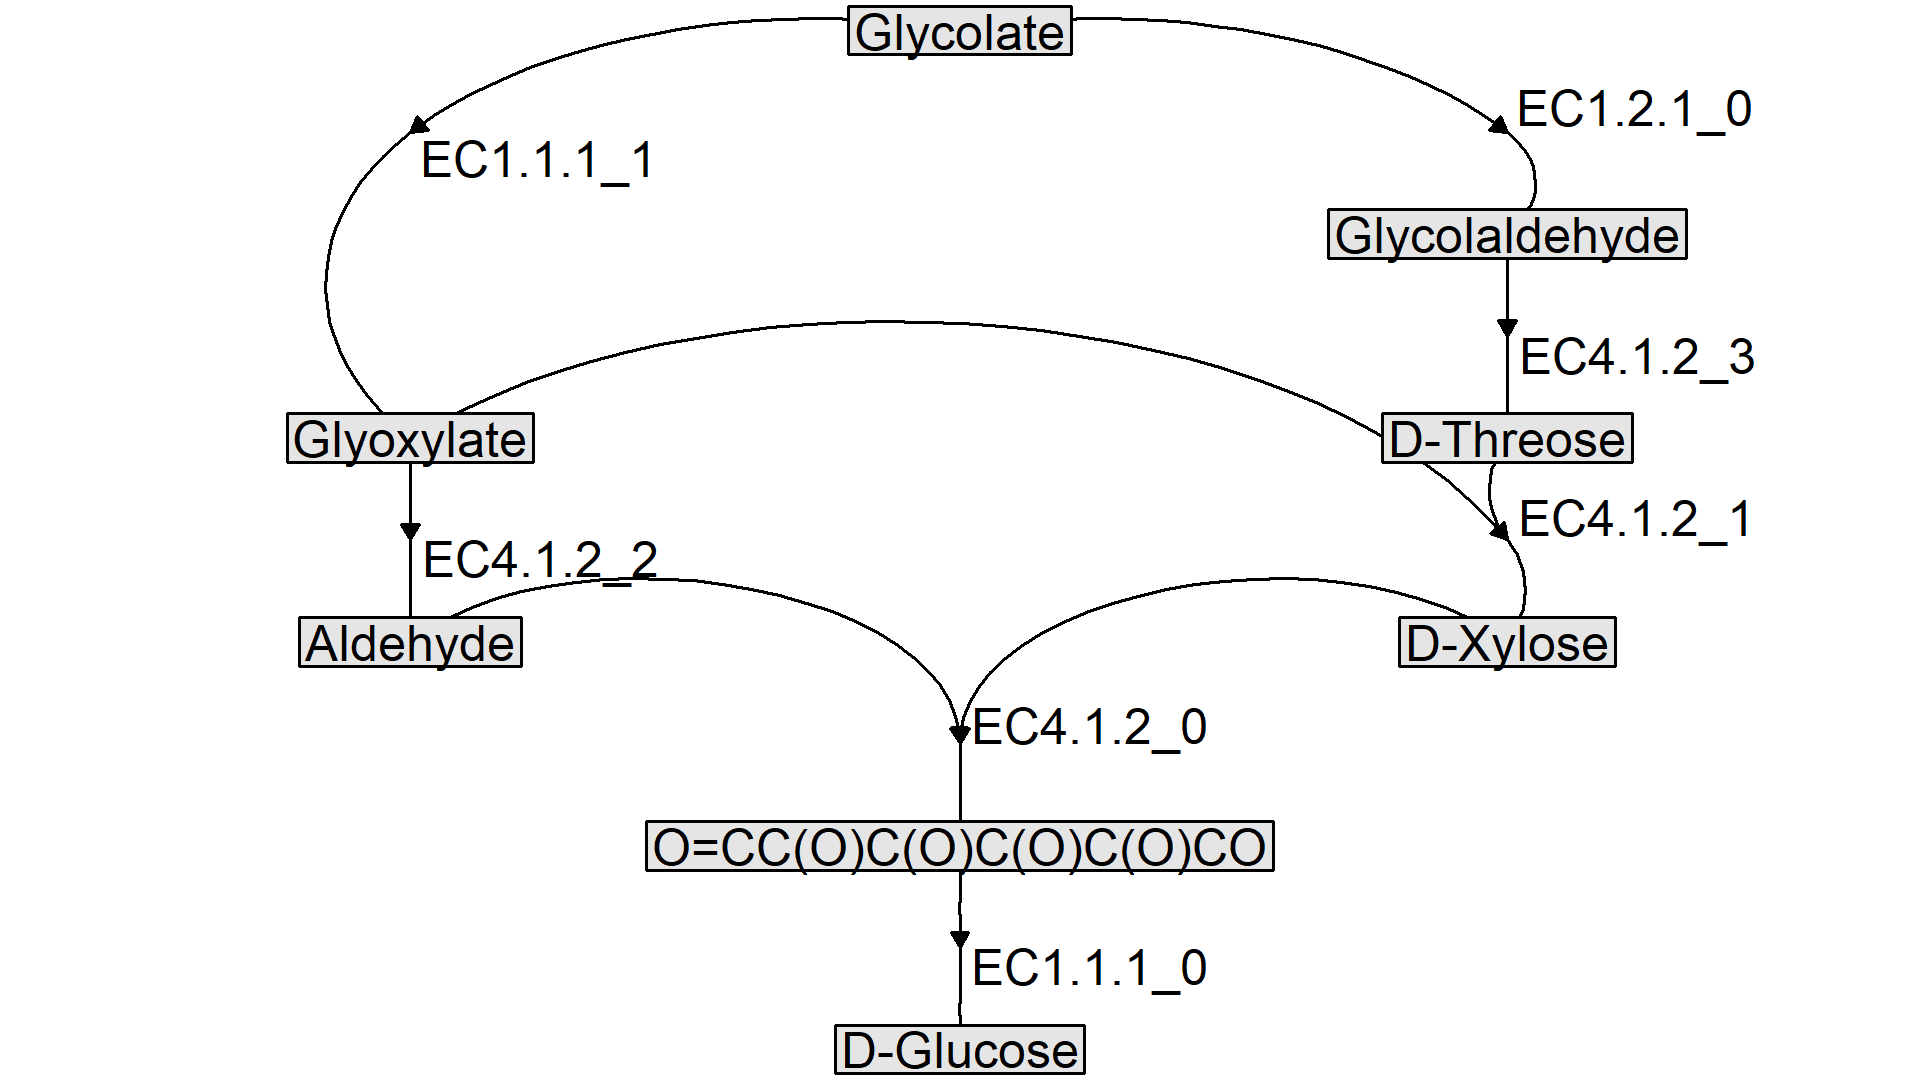 Glycolate
EC1.2.1_0
EC1.1.1_1
Glycolaldehyde
EC4.1.2_3
Glyoxylate
D-Threose
EC4.1.2_1
EC4.1.2_2
Aldehyde
D-Xylose
EC4.1.2_0
O=CC(O)C(O)C(O)C(O)CO
EC1.1.1_0
D-Glucose